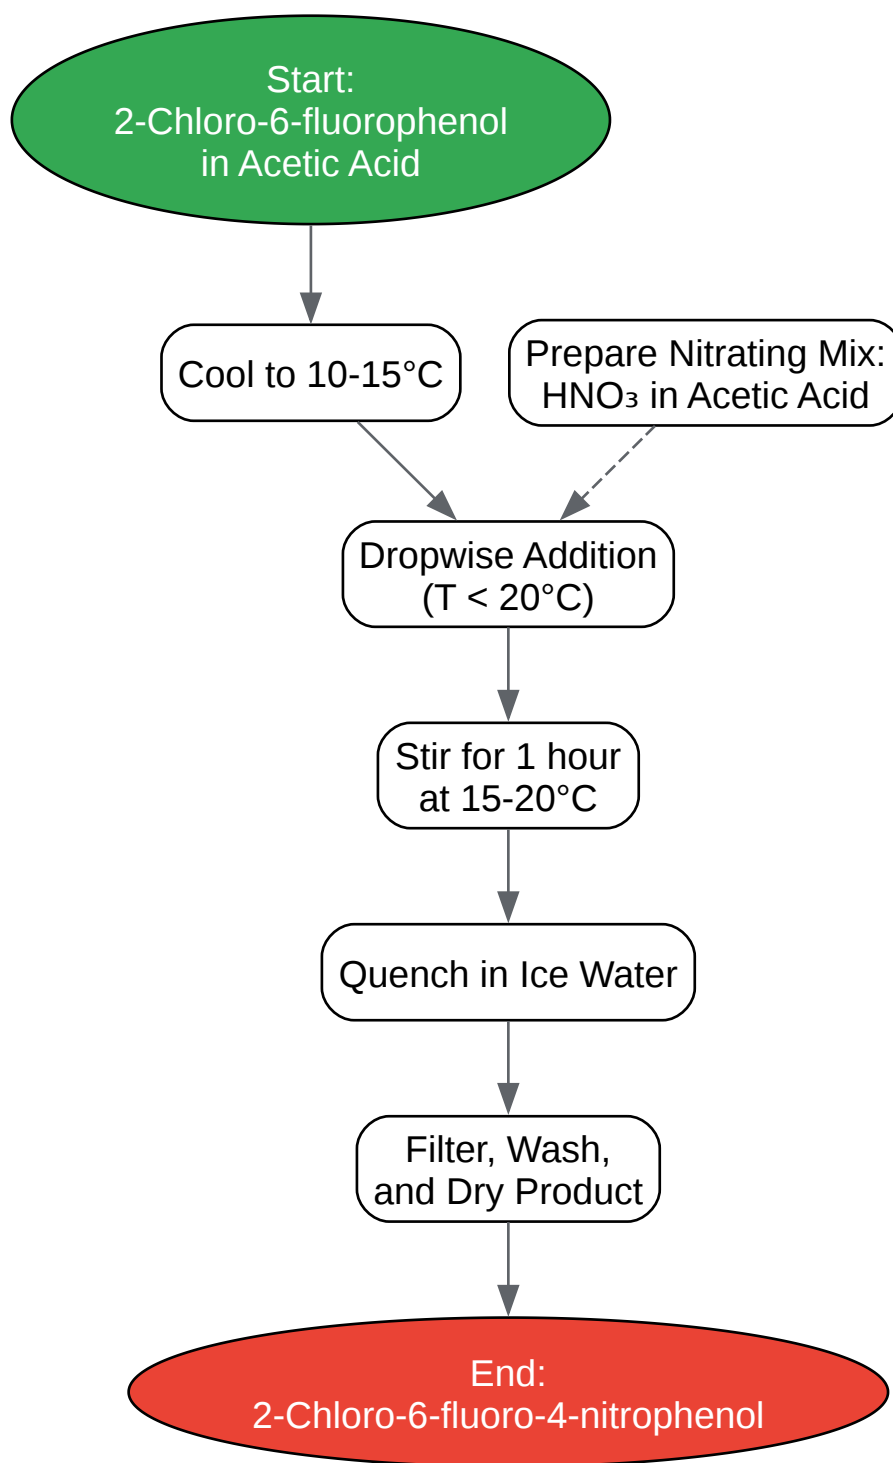 Start:
2-Chloro-6-fluorophenol
in Acetic Acid
Cool to 10-15°C
Prepare Nitrating Mix:
HNO₃ in Acetic Acid
Dropwise Addition
(T < 20°C)
Stir for 1 hour
at 15-20°C
Quench in Ice Water
Filter, Wash,
and Dry Product
End:
2-Chloro-6-fluoro-4-nitrophenol